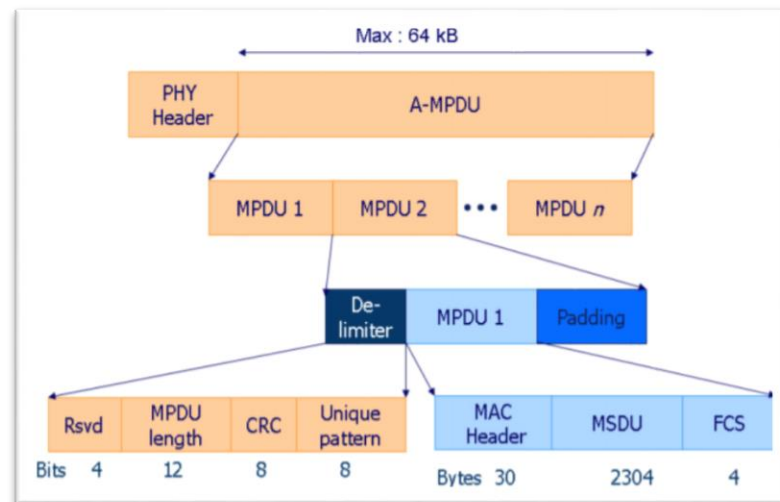 Max : 64 kB
PHY
Header
A-MPDU
MPDU 1
MPDU 2
•••
MPDU n
De-
limiter
MPDU 1
Padding
Rsvd
MPDU
length
CRC
Unique
pattern
MAC
Header
MSDU
FCS
Bits 4 12 8 8
Bytes 30 2304 4